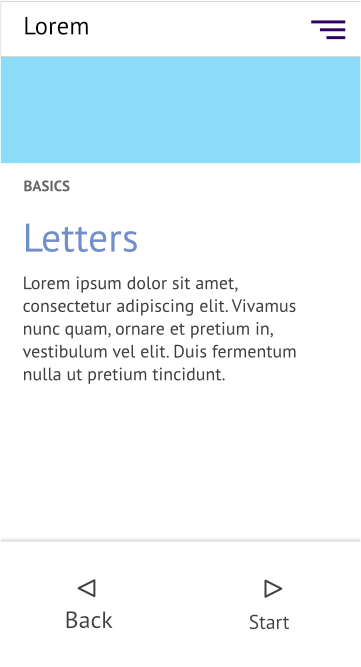 Lorem
BASICS
Letters
Lorem ipsum dolor sit amet,
consectetur adipiscing elit. Vivamus
nunc quam, ornare et pretium in,
vestibulum vel elit. Duis fermentum
nulla ut pretium tincidunt.
Back
Start